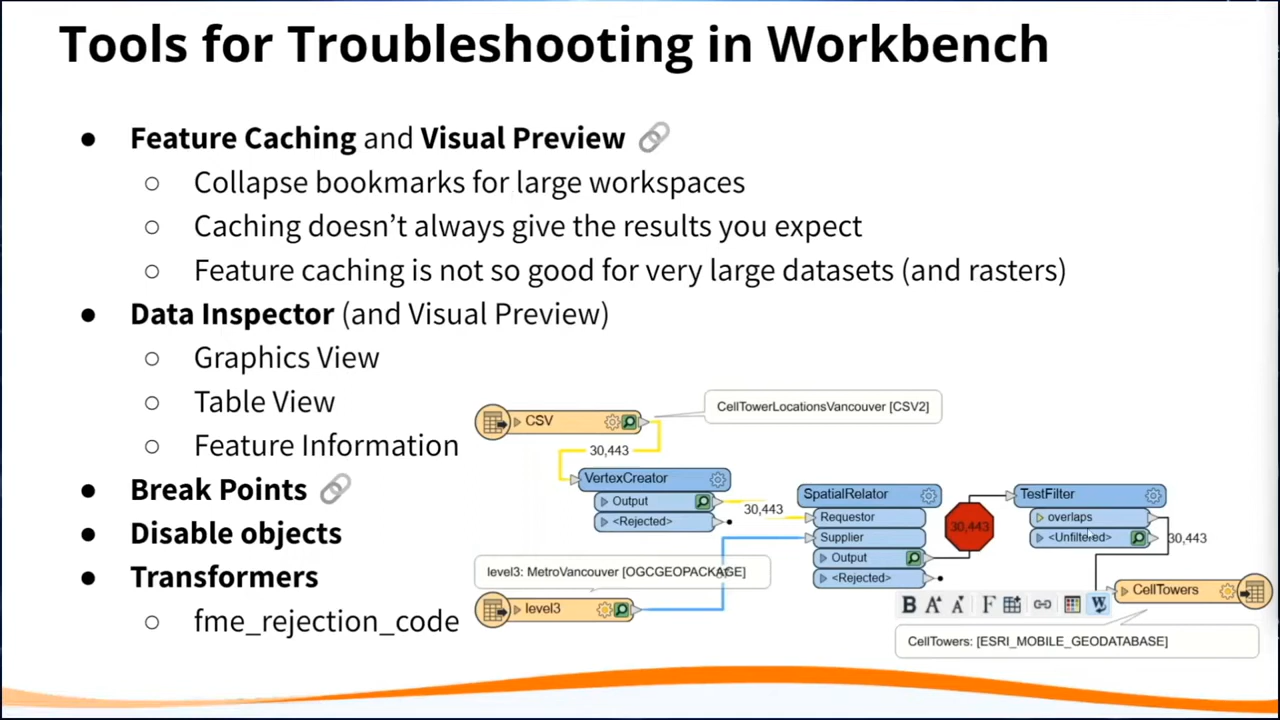 Tools for Troubleshooting in Workbench
● Feature Caching and Visual Preview
○ Collapse bookmarks for large workspaces
○ Caching doesn’t always give the results you expect
○ Feature caching is not so good for very large datasets (and rasters)
● Data Inspector (and Visual Preview)
○ Graphics View
○ Table View
○ Feature Information
● Break Points
● Disable objects
● Transformers
○ fme_rejection_code
CSV
CellTowerLocationsVancouver [CSV2]
30,443
VertexCreator
Output
<Rejected>
30,443
SpatialRelator
Requestor
Supplier
Output
<Rejected>
30,443
TestFilter
overlaps
<Unfiltered>
30,443
level3: MetroVancouver [OGCGEOPACKAGE]
level3
CellTowers
B A A F W
CellTowers: [ESRI_MOBILE_GEODATABASE]